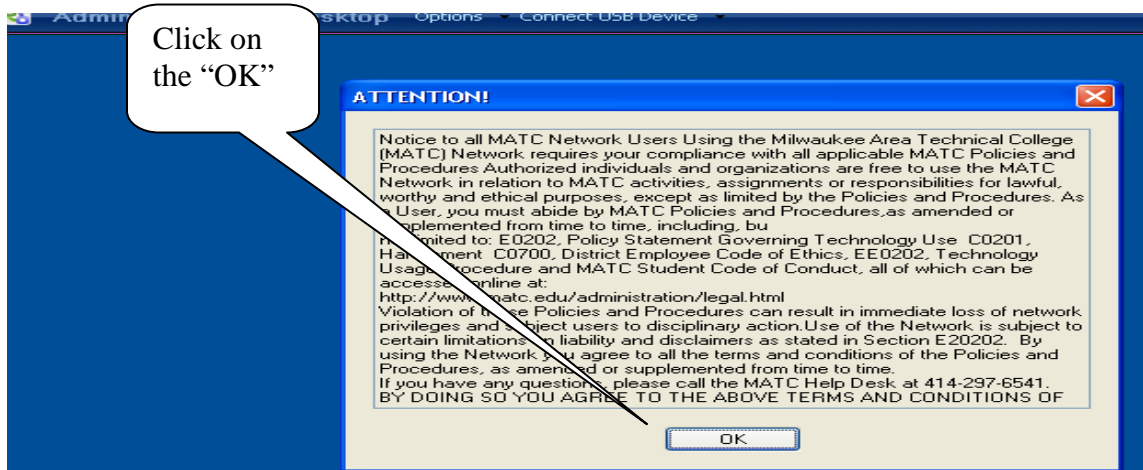 Options Connect USB Device
Click on
the “OK”
ATTENTION!
Notice to all MATC Network Users Using the Milwaukee Area Technical College
(MATC) Network requires your compliance with all applicable MATC Policies and
Procedures Authorized individuals and organizations are free to use the MATC
Network in relation to MATC activities, assignments or responsibilities for lawful,
worthy and ethical purposes, except as limited by the Policies and Procedures. As
User, you must abide by MATC Policies and Procedures,as amended or
supplemented from time to time, including, bu
limited to: E0202, Policy Statement Governing Technology Use C0201,
C0700, District Employee Code of Ethics, EE0202, Technology
Usage Procedure and MATC Student Code of Conduct, all of which can be
accessed online at:
http://www.matc.edu/administration/legal.html
Violation of these Policies and Procedures can result in immediate loss of network
privileges and subject users to disciplinary action.Use of the Network is subject to
certain limitations on liability and disclaimers as stated in Section E20202. By
using the Network you agree to all the terms and conditions of the Policies and
Procedures, as amended or supplemented from time to time.
If you have any questions, please call the MATC Help Desk at 414-297-6541.
BY DOING SO YOU AGREE TO THE ABOVE TERMS AND CONDITIONS OF
OK